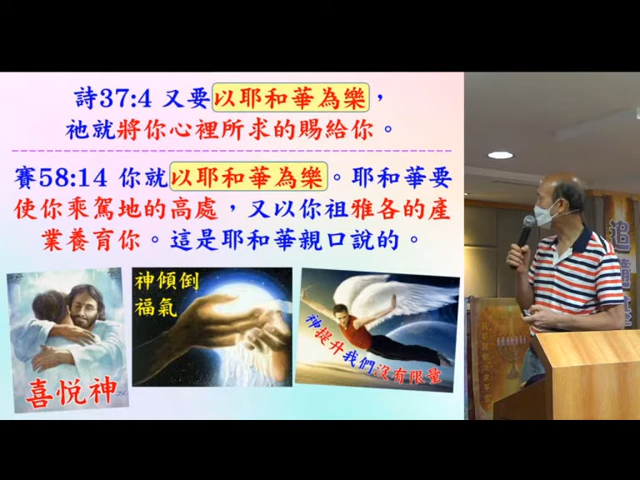 詩37:4 又要以耶和華為樂，
祂就將你心裡所求的賜給你。
賽58:14 你就以耶和華為樂。耶和華要
使你乘駕地的高處，又以你祖雅各的產
業養育你。這是耶和華親口說的。
神傾倒
福氣
喜悅神
神提升我們沒有限量